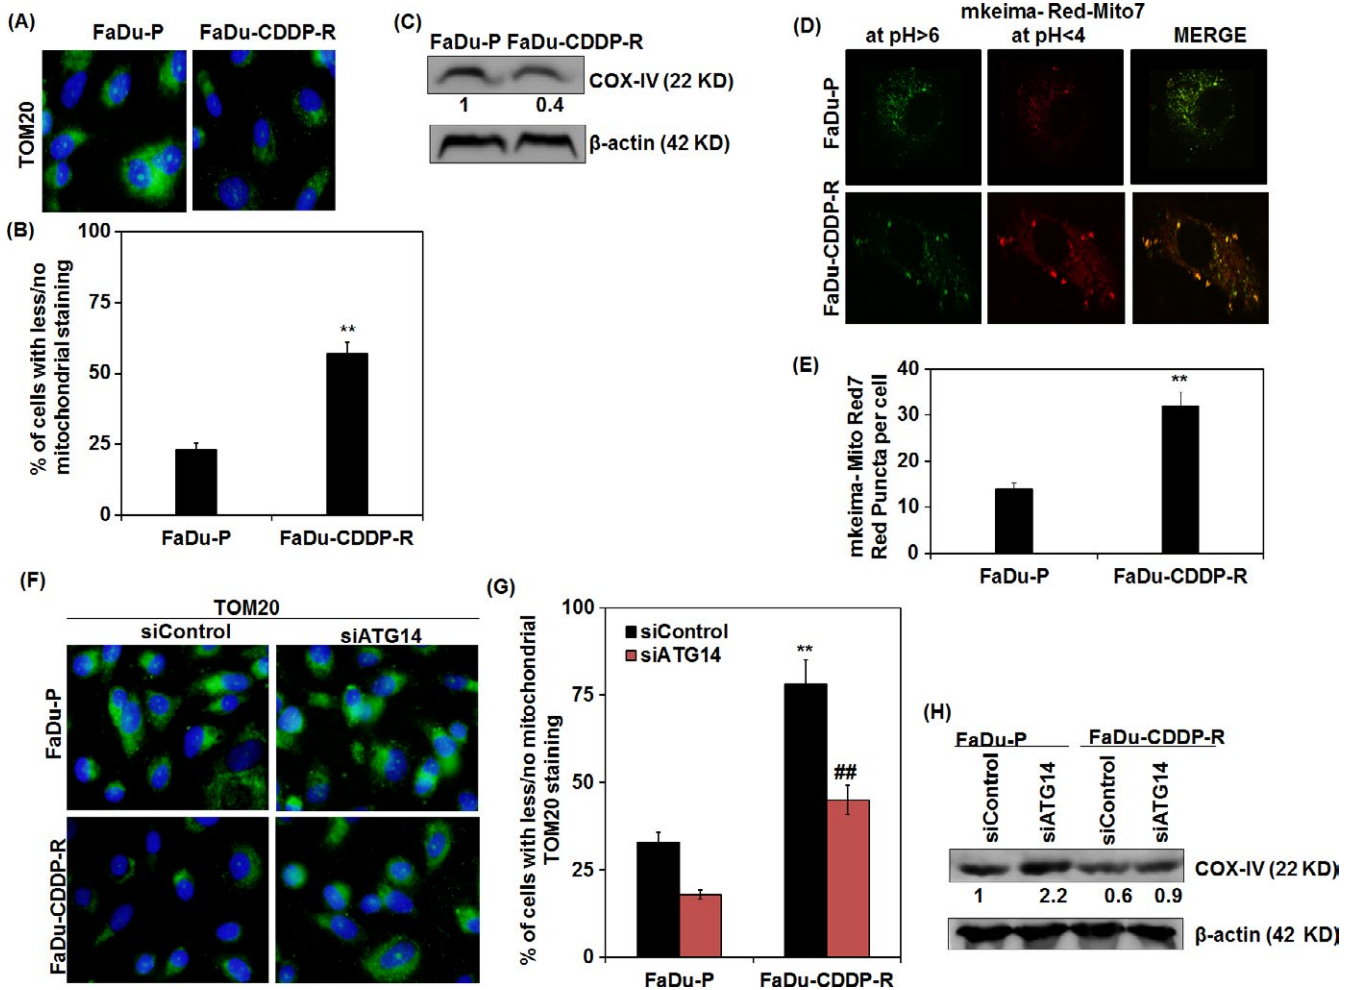 (A)
FaDu-P FaDu-CDDP-R
TOM20
(B)
% of cells with less/no
mitochondrial staining
100
75
50
25
0
**
FaDu-P FaDu-CDDP-R
(C)
FaDu-P FaDu-CDDP-R
COX-IV (22 KD)
1 0.4
β-actin (42 KD)
(D)
mkeima- Red-Mito7
at pH>6 at pH<4 MERGE
FaDu-P
FaDu-CDDP-R
(E)
mkeima- Mito Red7
Red Puncta per cell
40
30
20
10
0
**
FaDu-P FaDu-CDDP-R
(F)
TOM20
siControl siATG14
FaDu-P
FaDu-CDDP-R
(G)
% of cells with less/no mitochondrial
TOM20 staining
100
75
50
25
0
siControl
siATG14
**
##
FaDu-P FaDu-CDDP-R
(H)
FaDu-P FaDu-CDDP-R
siControl
siATG14
siControl
siATG14
COX-IV (22 KD)
1 2.2 0.6 0.9
β-actin (42 KD)